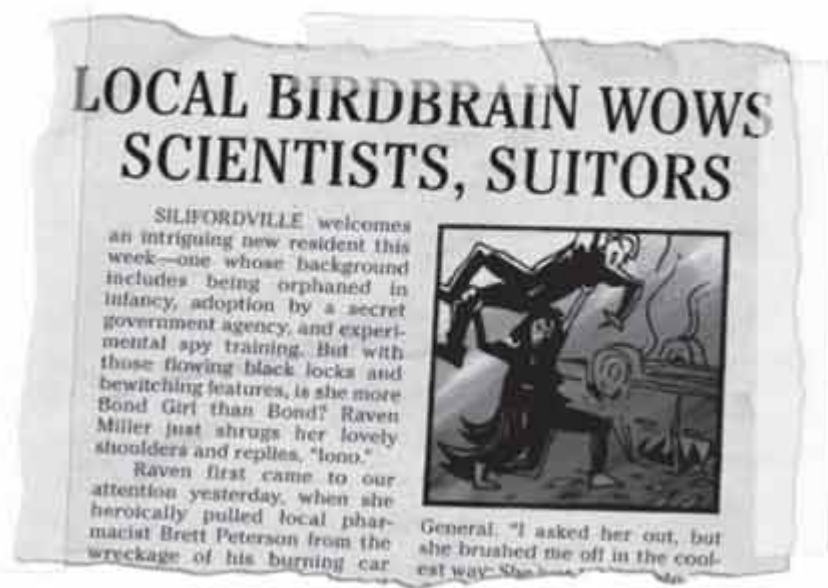 LOCAL BIRDBRAIN WOWS
SCIENTISTS, SUITORS
SILIFORDVILLE welcomes
an intriguing new resident this
week—one whose background
includes being orphaned in
infancy, adoption by a secret
government agency, and experi-
mental spy training. But with
those flowing black locks and
bewitching features, is she more
Bond Girl than Bond? Raven
Miller just shrugs her lovely
shoulders and replies, "Iono."
Raven first came to our
attention yesterday, when she
heroically pulled local phar-
macist Brett Peterson from the
wreckage of his burning car
General. "I asked her out, but
she brushed me off in the cool-
est way: She